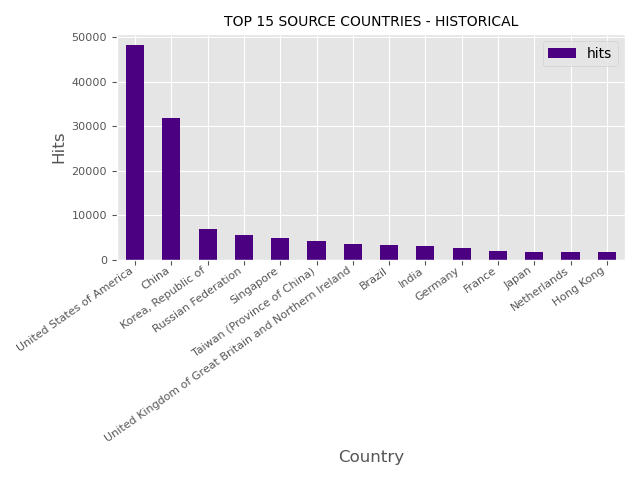 TOP 15 SOURCE COUNTRIES - HISTORICAL
hits
50000
40000
30000
20000
10000
0
Hits
United States of America
China
Korea, Republic of
Russian Federation
Singapore
Taiwan (Province of China)
United Kingdom of Great Britain and Northern Ireland
Brazil
India
Germany
France
Japan
Netherlands
Hong Kong
Country